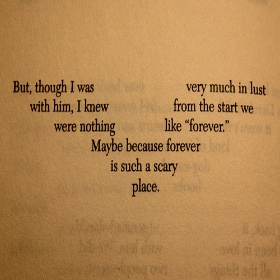 But, though I was very much in lust
with him, I knew from the start we
were nothing like “forever.”
Maybe because forever
is such a scary
place.